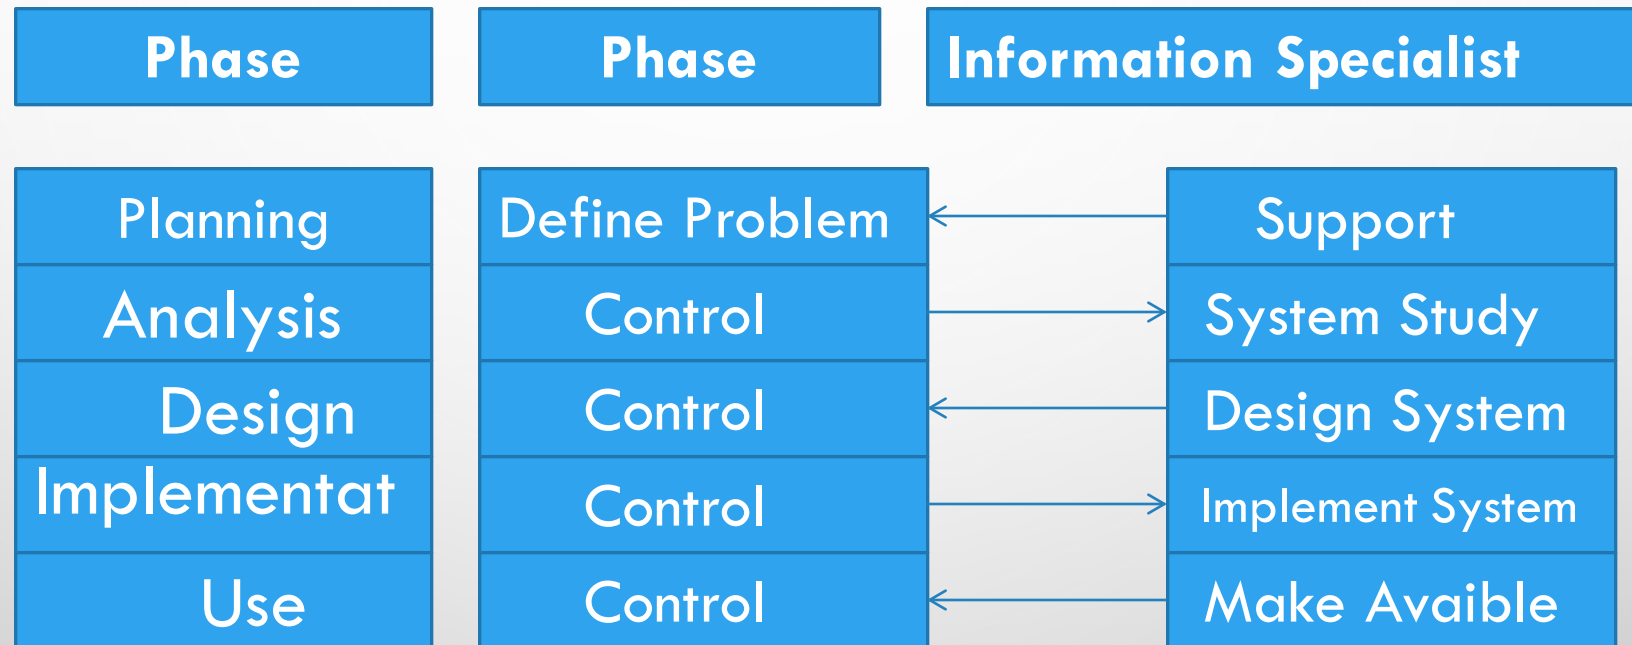 Phase
Phase
Information Specialist
Planning
Define Problem
Support
Analysis
Control
System Study
Design
Control
Design System
Implementat
Control
Implement System
Use
Control
Make Avaible